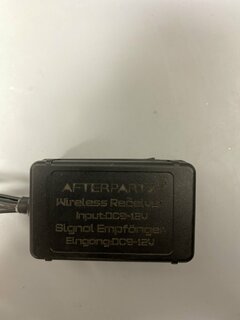 AFTERPARTZ
Wireless Receiver
Input:DC9-12V
Signal Empfänger
Eingang:DC9-12V